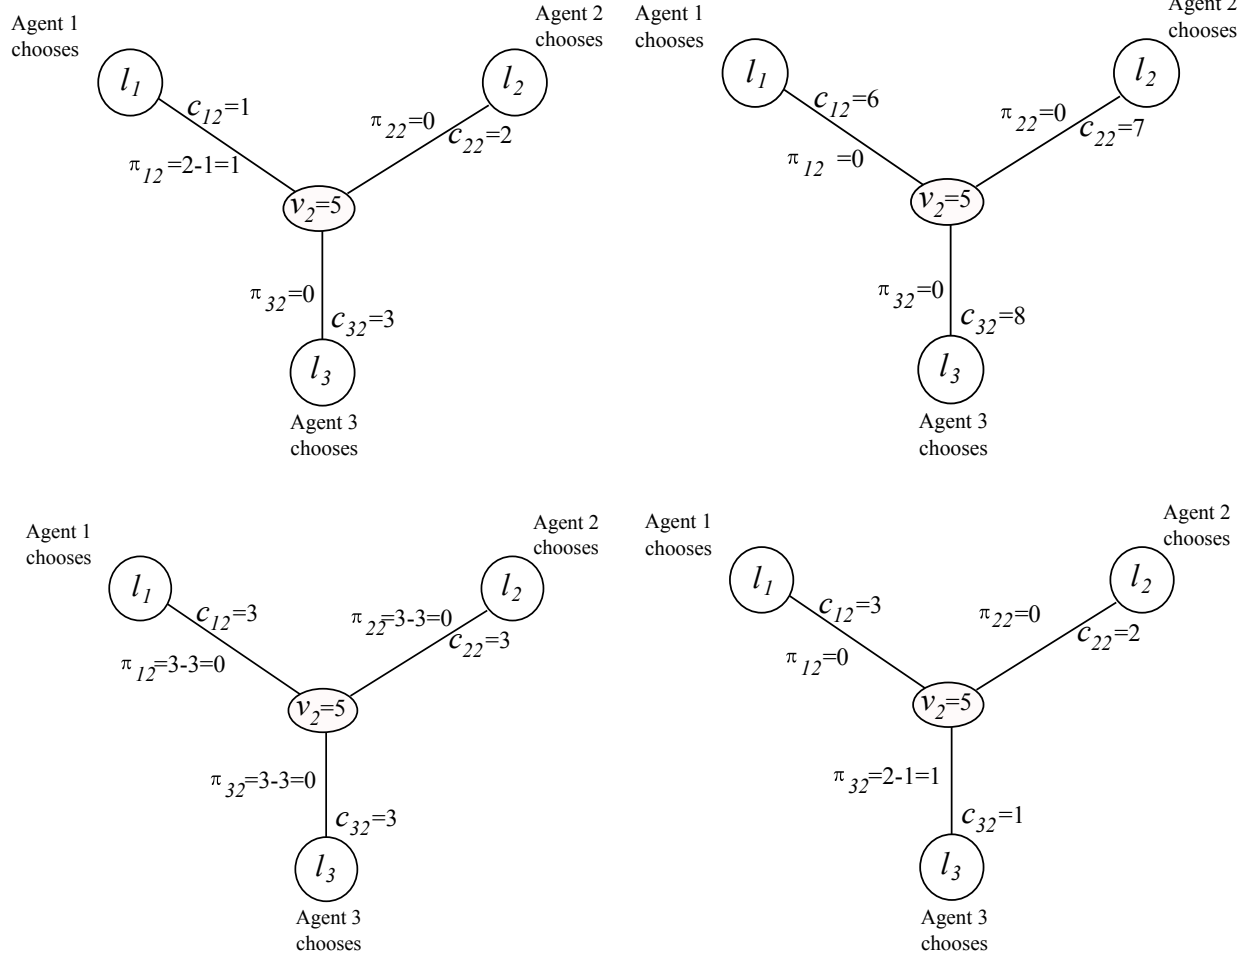 Agent 1
chooses
Agent 2
chooses
l1
l2
c12=1
π12=2-1=1
π22=0
c22=2
v2=5
π32=0
c32=3
l3
Agent 3
chooses
Agent 1
chooses
Agent 2
chooses
l1
l2
c12=6
π12 =0
π22=0
c22=7
v2=5
π32=0
c32=8
l3
Agent 3
chooses
Agent 1
chooses
Agent 2
chooses
l1
l2
c12=3
π12=3-3=0
π22=3-3=0
c22=3
v2=5
π32=3-3=0
c32=3
l3
Agent 3
chooses
Agent 1
chooses
Agent 2
chooses
l1
l2
c12=3
π12=0
π22=0
c22=2
v2=5
π32=2-1=1
c32=1
l3
Agent 3
chooses